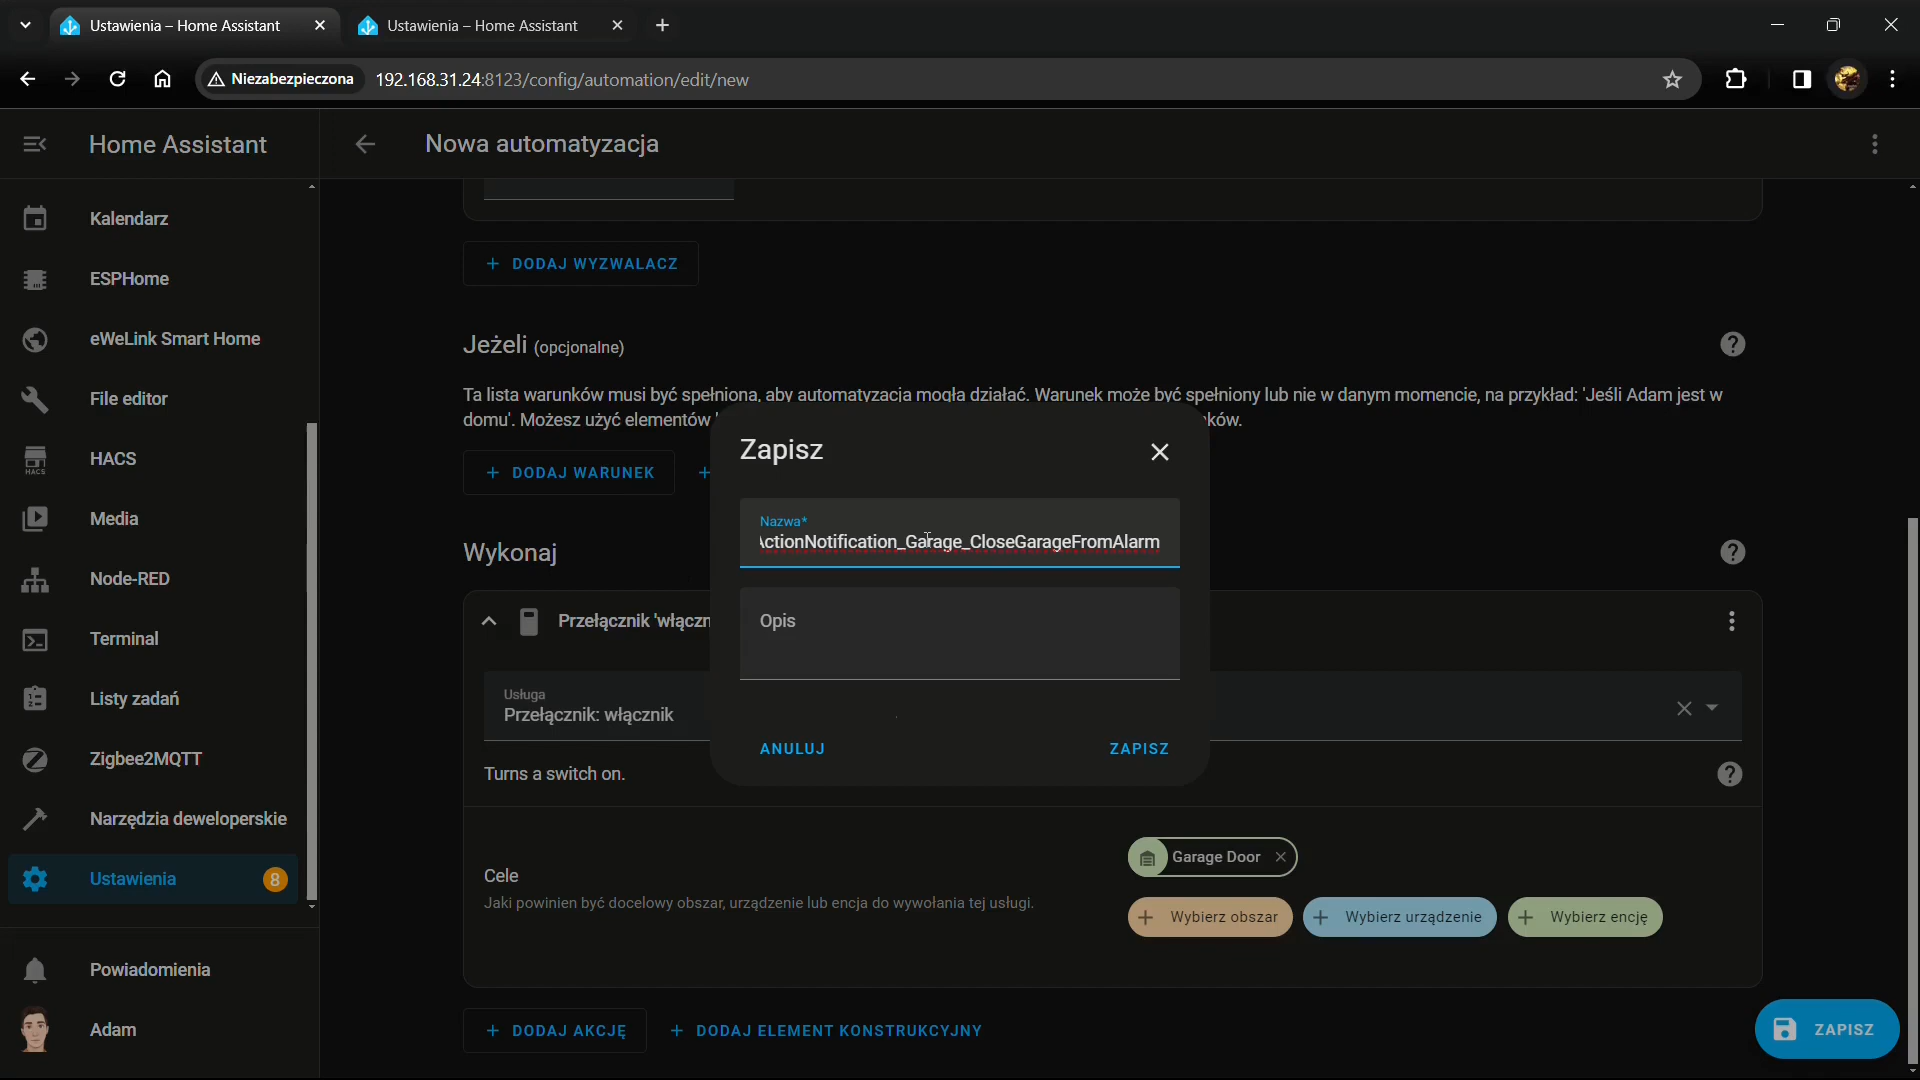 Ustawienia – Home Assistant
Ustawienia – Home Assistant
Niezabezpieczona
192.168.31.24:8123/config/automation/edit/new
Home Assistant
Nowa automatyzacja
Kalendarz
ESPHome
eWeLink Smart Home
File editor
HACS
HACS
Media
Node-RED
Terminal
Listy zadań
Zigbee2MQTT
Narzędzia deweloperskie
Ustawienia
8
Powiadomienia
Adam
DODAJ WYZWALACZ
Jeżeli (opcjonalne)
Ta lista warunków musi być spełniona, aby automatyzacja mogła działać. Warunek może być spełniony lub nie w danym momencie, na przykład: 'Jeśli Adam jest w
domu'. Możesz użyć elementów
ków.
DODAJ WARUNEK
Wykonaj
Przełącznik 'włączn
Usługa
Przełącznik: włącznik
Turns a switch on.
Cele
Jaki powinien być docelowy obszar, urządzenie lub encja do wywołania tej usługi.
Garage Door
Wybierz obszar
Wybierz urządzenie
Wybierz encję
DODAJ AKCJĘ
DODAJ ELEMENT KONSTRUKCYJNY
ZAPISZ
Zapisz
Nazwa*
ctionNotification_Garage_CloseGarageFromAlarm
Opis
ANULUJ
ZAPISZ